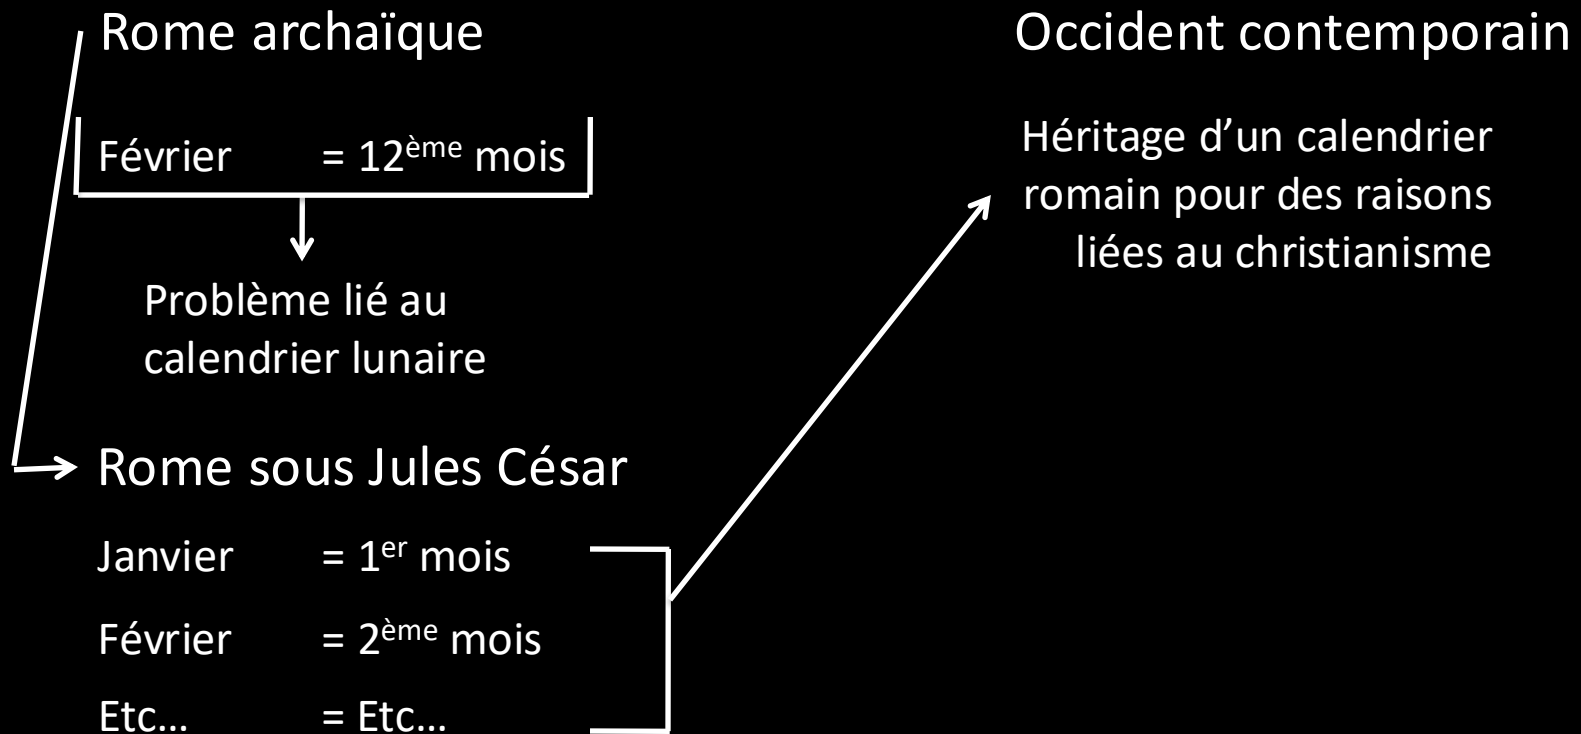 Rome archaïque
Février = 12ème mois
Problème lié au
calendrier lunaire
Rome sous Jules César
Janvier = 1er mois
Février = 2ème mois
Etc... = Etc...
Occident contemporain
Héritage d’un calendrier
romain pour des raisons
liées au christianisme